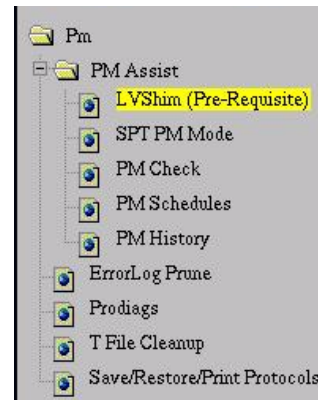 Pm
PM Assist
LVShim (Pre-Requisite)
SPT PM Mode
PM Check
PM Schedules
PM History
ErrorLog Prune
Prodiags
T File Cleanup
Save/Restore/Print Protocols